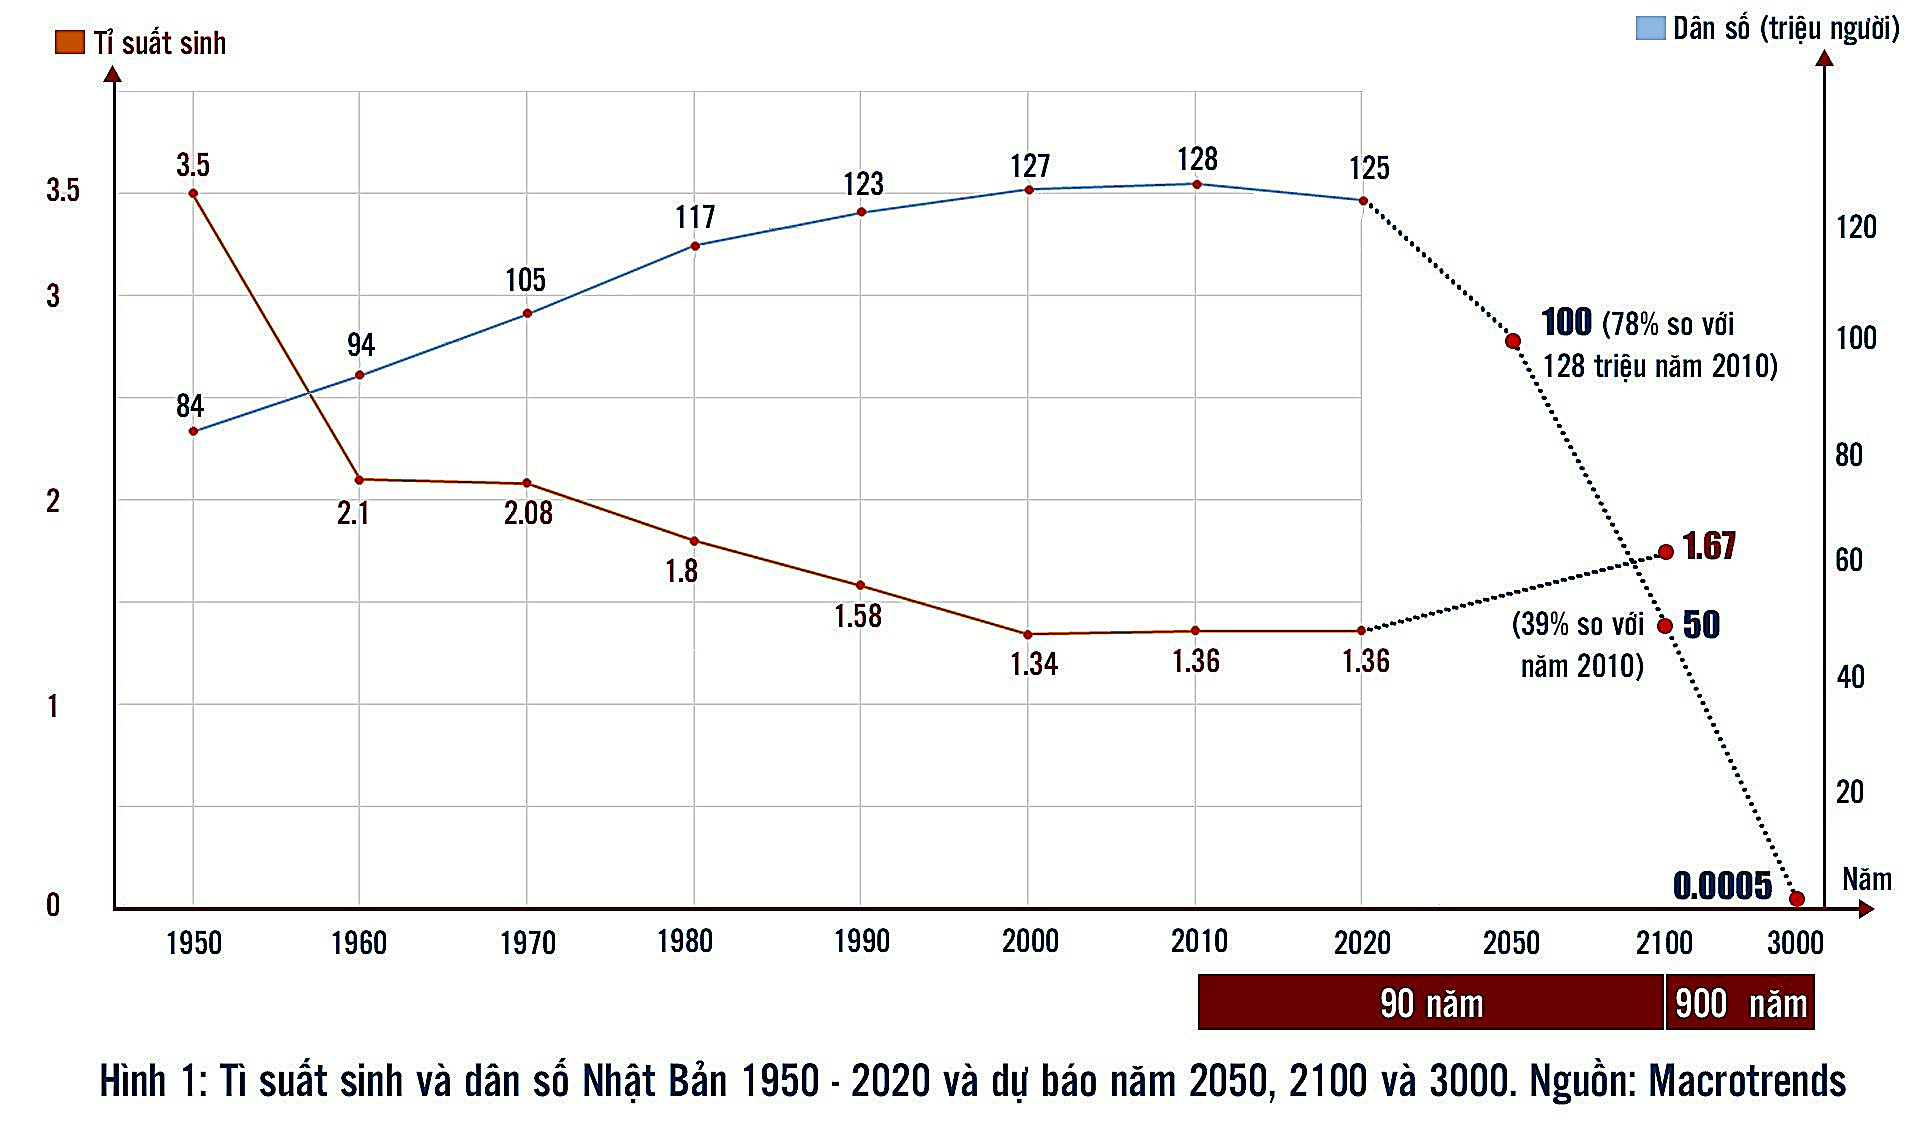 Tỉ suất sinh
Dân số (triệu người)
3.5
3
2
1
0
120
100
80
60
40
20
Năm
3.5
2.1
2.08
1.8
1.58
1.34
1.36
1.36
1.67
84
94
105
117
123
127
128
125
100 (78% so với
128 triệu năm 2010)
(39% so với 50
năm 2010)
0.0005
1950 1960 1970 1980 1990 2000 2010 2020 2050 2100 3000
90 năm 900 năm
Hình 1: Tỉ suất sinh và dân số Nhật Bản 1950 - 2020 và dự báo năm 2050, 2100 và 3000. Nguồn: Macrotrends